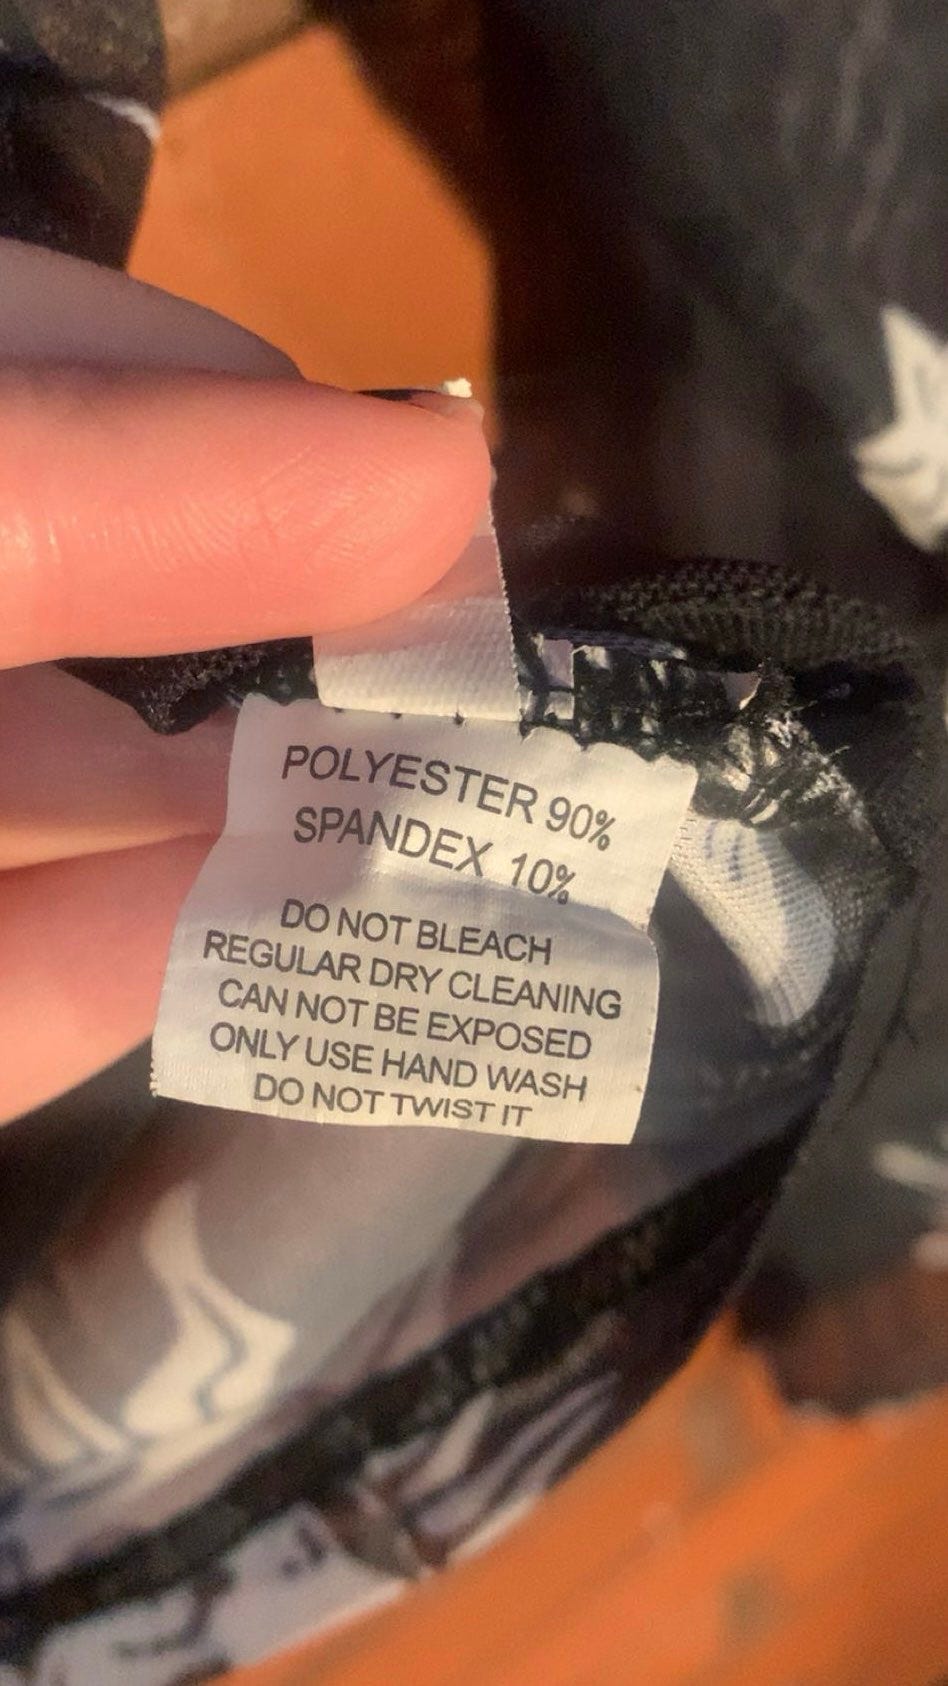 POLYESTER 90%
SPANDEX 10%
DO NOT BLEACH
REGULAR DRY CLEANING
CAN NOT BE EXPOSED
ONLY USE HAND WASH
DO NOT TWIST IT